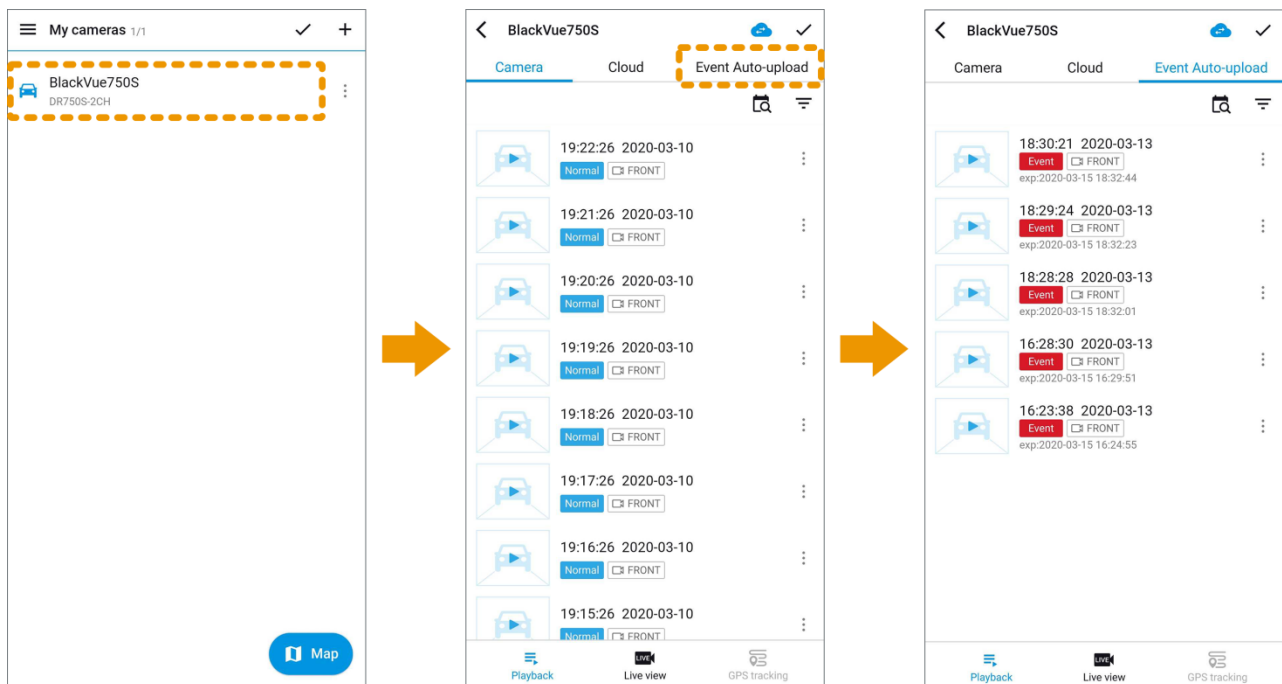 My cameras 1/1
BlackVue750S
DR750S-2CH
Map
BlackVue750S
Camera Cloud Event Auto-upload
19:22:26 2020-03-10
Normal FRONT
19:21:26 2020-03-10
Normal FRONT
19:20:26 2020-03-10
Normal FRONT
19:19:26 2020-03-10
Normal FRONT
19:18:26 2020-03-10
Normal FRONT
19:17:26 2020-03-10
Normal FRONT
19:16:26 2020-03-10
Normal FRONT
19:15:26 2020-03-10
Normal FRONT
LIVE
Playback Live view GPS tracking
BlackVue750S
Camera Cloud Event Auto-upload
18:30:21 2020-03-13
Event FRONT
exp:2020-03-15 18:32:44
18:29:24 2020-03-13
Event FRONT
exp:2020-03-15 18:32:23
18:28:28 2020-03-13
Event FRONT
exp:2020-03-15 18:32:01
16:28:30 2020-03-13
Event FRONT
exp:2020-03-15 16:29:51
16:23:38 2020-03-13
Event FRONT
exp:2020-03-15 16:24:55
LIVE
Playback Live view GPS tracking